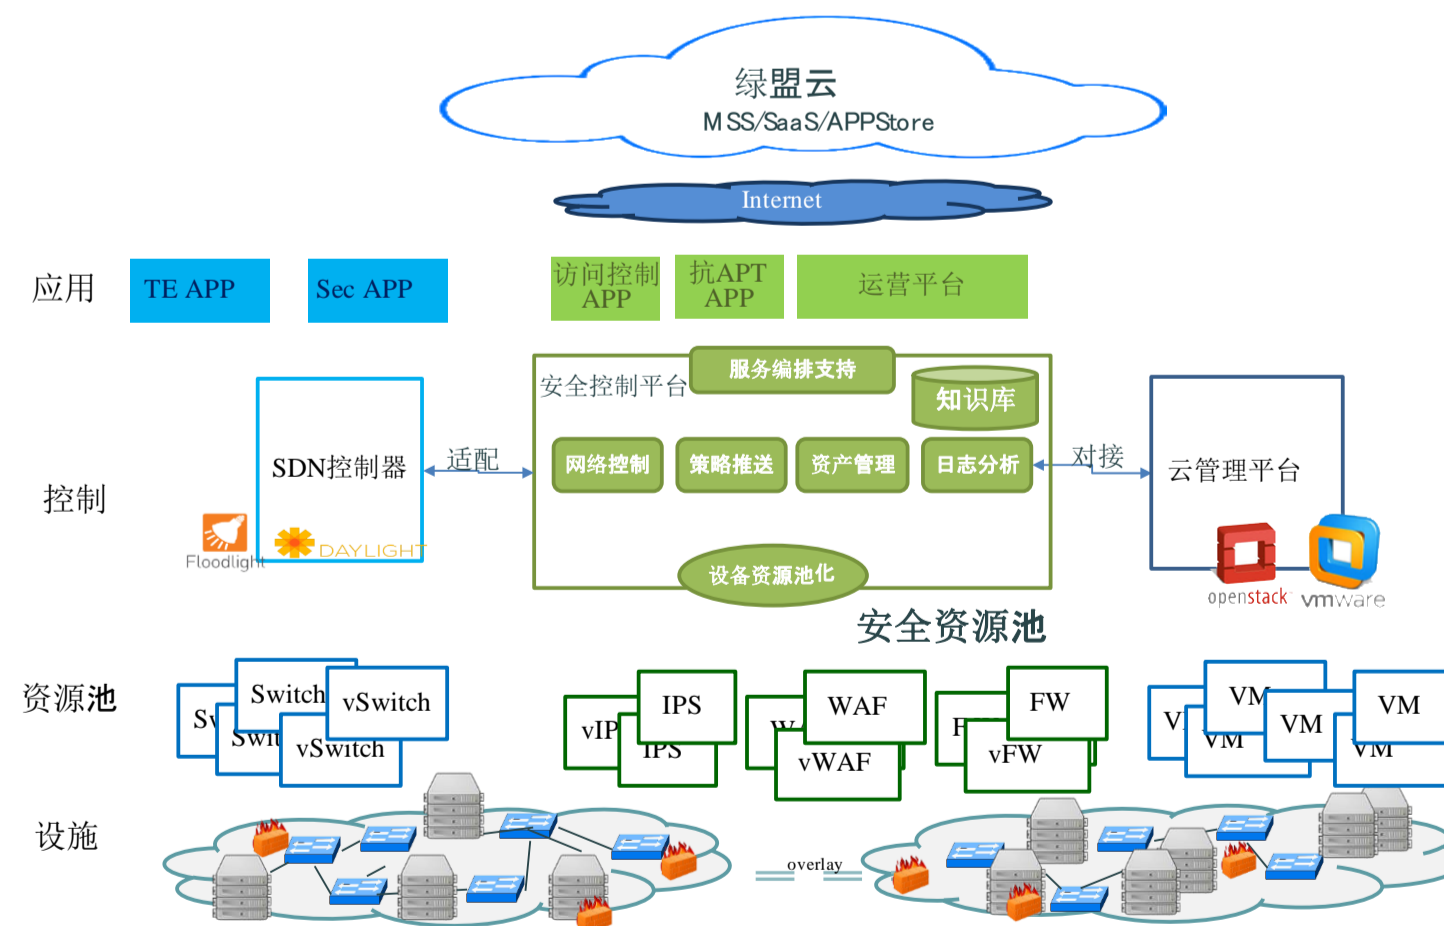 绿盟云
MSS/SaaS/APPStore
Internet
应用
TE APP
Sec APP
访问控制
APP
抗APT
APP
运营平台
安全控制平台
服务编排支持
知识库
SDN控制器
适配
网络控制
策略推送
资产管理
日志分析
对接
云管理平台
控制
Floodlight
DAYLIGHT
设备资源池化
openstack
vmware
安全资源池
资源池
Switch
vSwitch
vSwitch
IPS
IPS
WAF
vWAF
FW
vFW
VM
VM
VM
VM
VM
设施
overlay